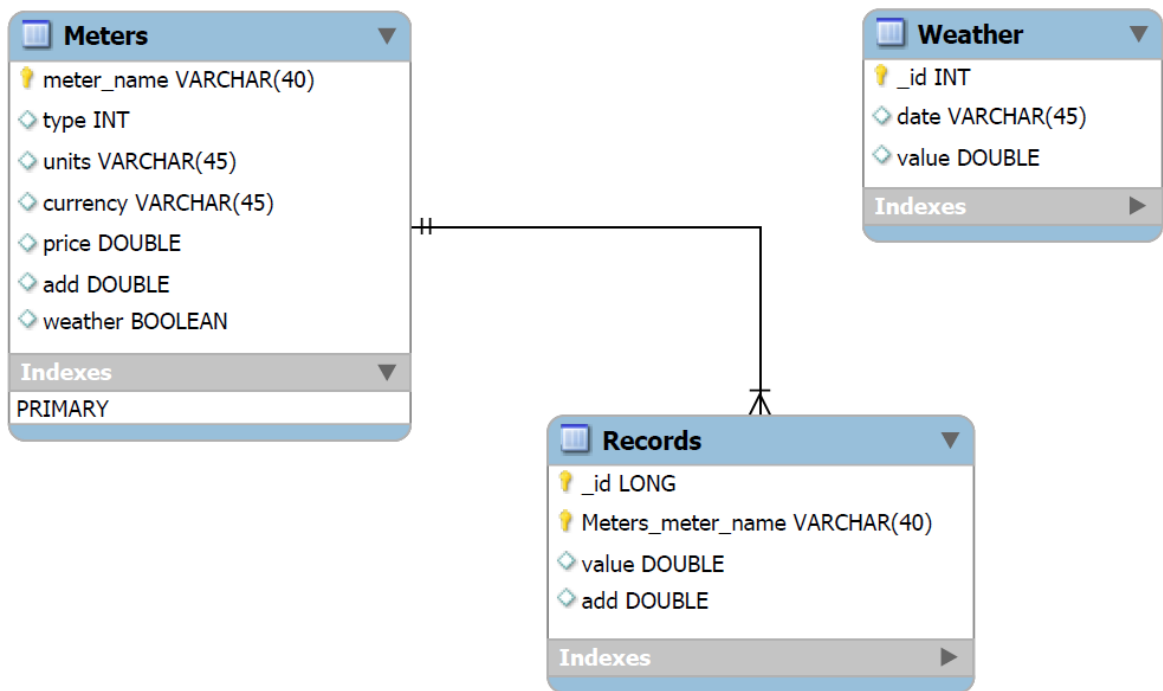 Meters
meter_name VARCHAR(40)
type INT
units VARCHAR(45)
currency VARCHAR(45)
price DOUBLE
add DOUBLE
weather BOOLEAN
Indexes
PRIMARY
Weather
_id INT
date VARCHAR(45)
value DOUBLE
Indexes
Records
_id LONG
Meters_meter_name VARCHAR(40)
value DOUBLE
add DOUBLE
Indexes